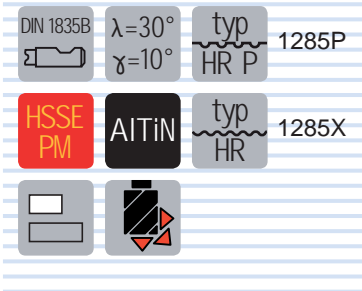 DIN 1835B
λ=30°
ɣ=10°
typ
HR P
1285P
HSSE
PM
AlTiN
typ
HR
1285X